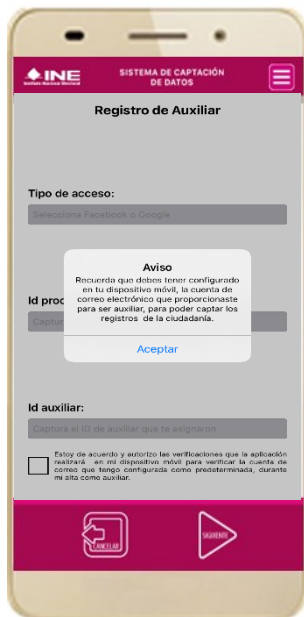 INE
Instituto Nacional Electoral
SISTEMA DE CAPTACIÓN
DE DATOS
Registro de Auxiliar
Tipo de acceso:
Selecciona Facebook o Google
Aviso
Recuerda que debes tener configurado
en tu dispositivo móvil, la cuenta de
correo electrónico que proporcionaste
para ser auxiliar, para poder captar los
registros de la ciudadanía.
Aceptar
Id proc
Captur
Id auxiliar:
Captura el ID de auxiliar que te asignaron
Estoy de acuerdo y autorizo las verificaciones que la aplicación
realizará en mi dispositivo móvil para verificar la cuenta de
correo que tengo configurada como predeterminada, durante
mi alta como auxiliar.
CANCELAR
SIGUIENTE